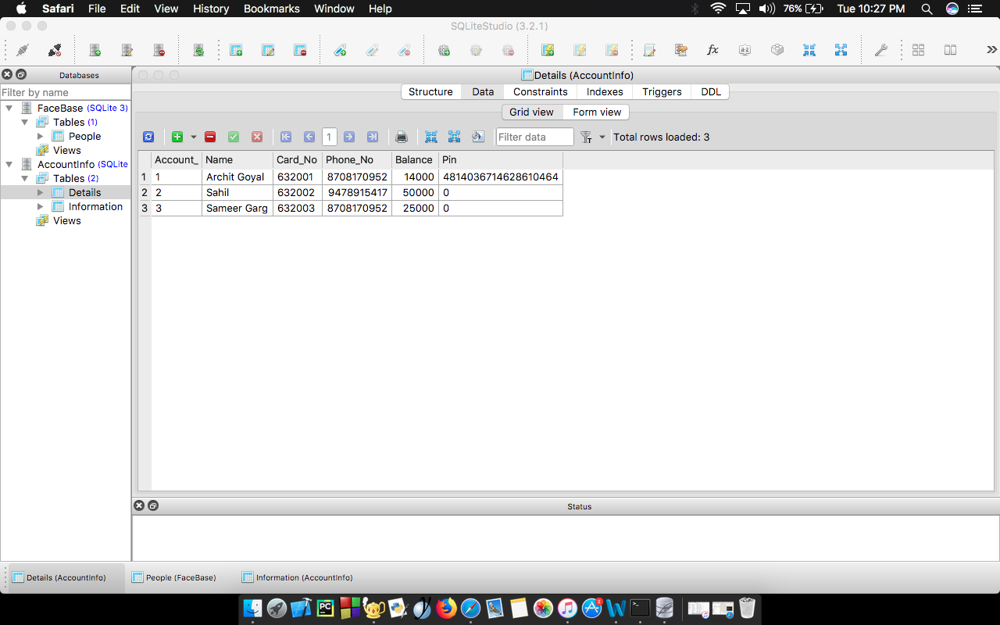 Safari File Edit View History Bookmarks Window Help 76% Tue 10:27 PM
SQLiteStudio (3.2.1)
Databases
Filter by name
FaceBase (SQLite 3)
Tables (1)
People
Views
AccountInfo (SQLite
Tables (2)
Details
Information
Views
Details (AccountInfo)
Structure Data Constraints Indexes Triggers DDL
Grid view Form view
1 Filter data Total rows loaded: 3
Account_ Name Card_No Phone_No Balance Pin
1 1 Archit Goyal 632001 8708170952 14000 4814036714628610464
2 2 Sahil 632002 9478915417 50000 0
3 3 Sameer Garg 632003 8708170952 25000 0
Status
Details (AccountInfo) People (FaceBase) Information (AccountInfo)